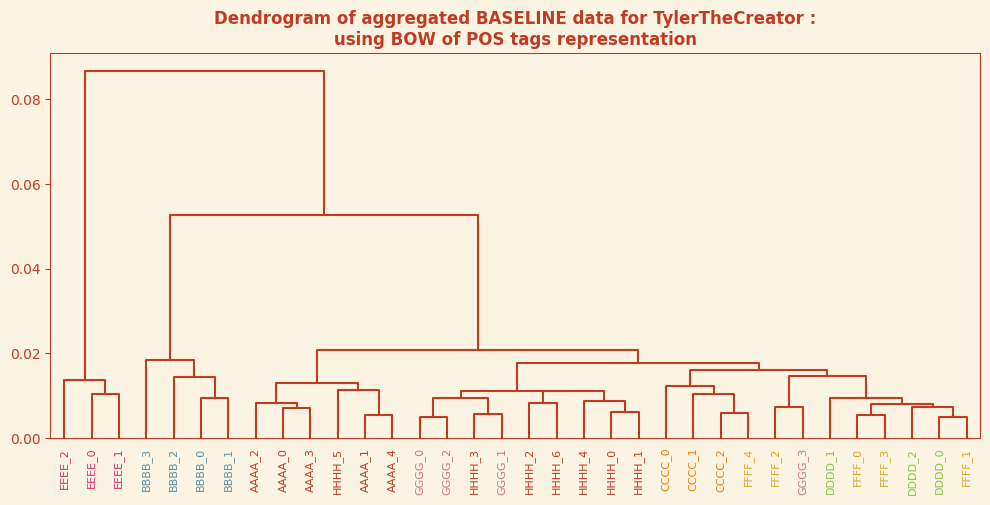 Dendrogram of aggregated BASELINE data for TylerTheCreator :
using BOW of POS tags representation
0.08
0.06
0.04
0.02
0.00
EEEE_2
EEEE_0
EEEE_1
BBBB_3
BBBB_2
BBBB_0
BBBB_1
AAAA_2
AAAA_0
AAAA_3
HHHH_5
AAAA_1
AAAA_4
GGGG_0
GGGG_2
HHHH_3
GGGG_1
HHHH_2
HHHH_6
HHHH_4
HHHH_0
HHHH_1
CCCC_0
CCCC_1
CCCC_2
FFFF_4
FFFF_2
GGGG_3
DDDD_1
FFFF_0
FFFF_3
DDDD_2
DDDD_0
FFFF_1